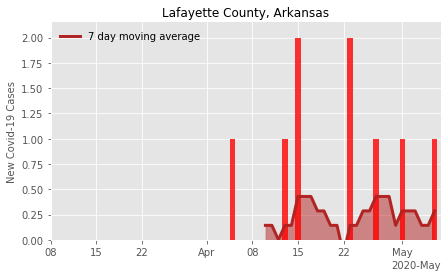 Lafayette County, Arkansas
7 day moving average
New Covid-19 Cases
2.00
1.75
1.50
1.25
1.00
0.75
0.50
0.25
0.00
08 15 22 Apr 08 15 22 May
2020-May